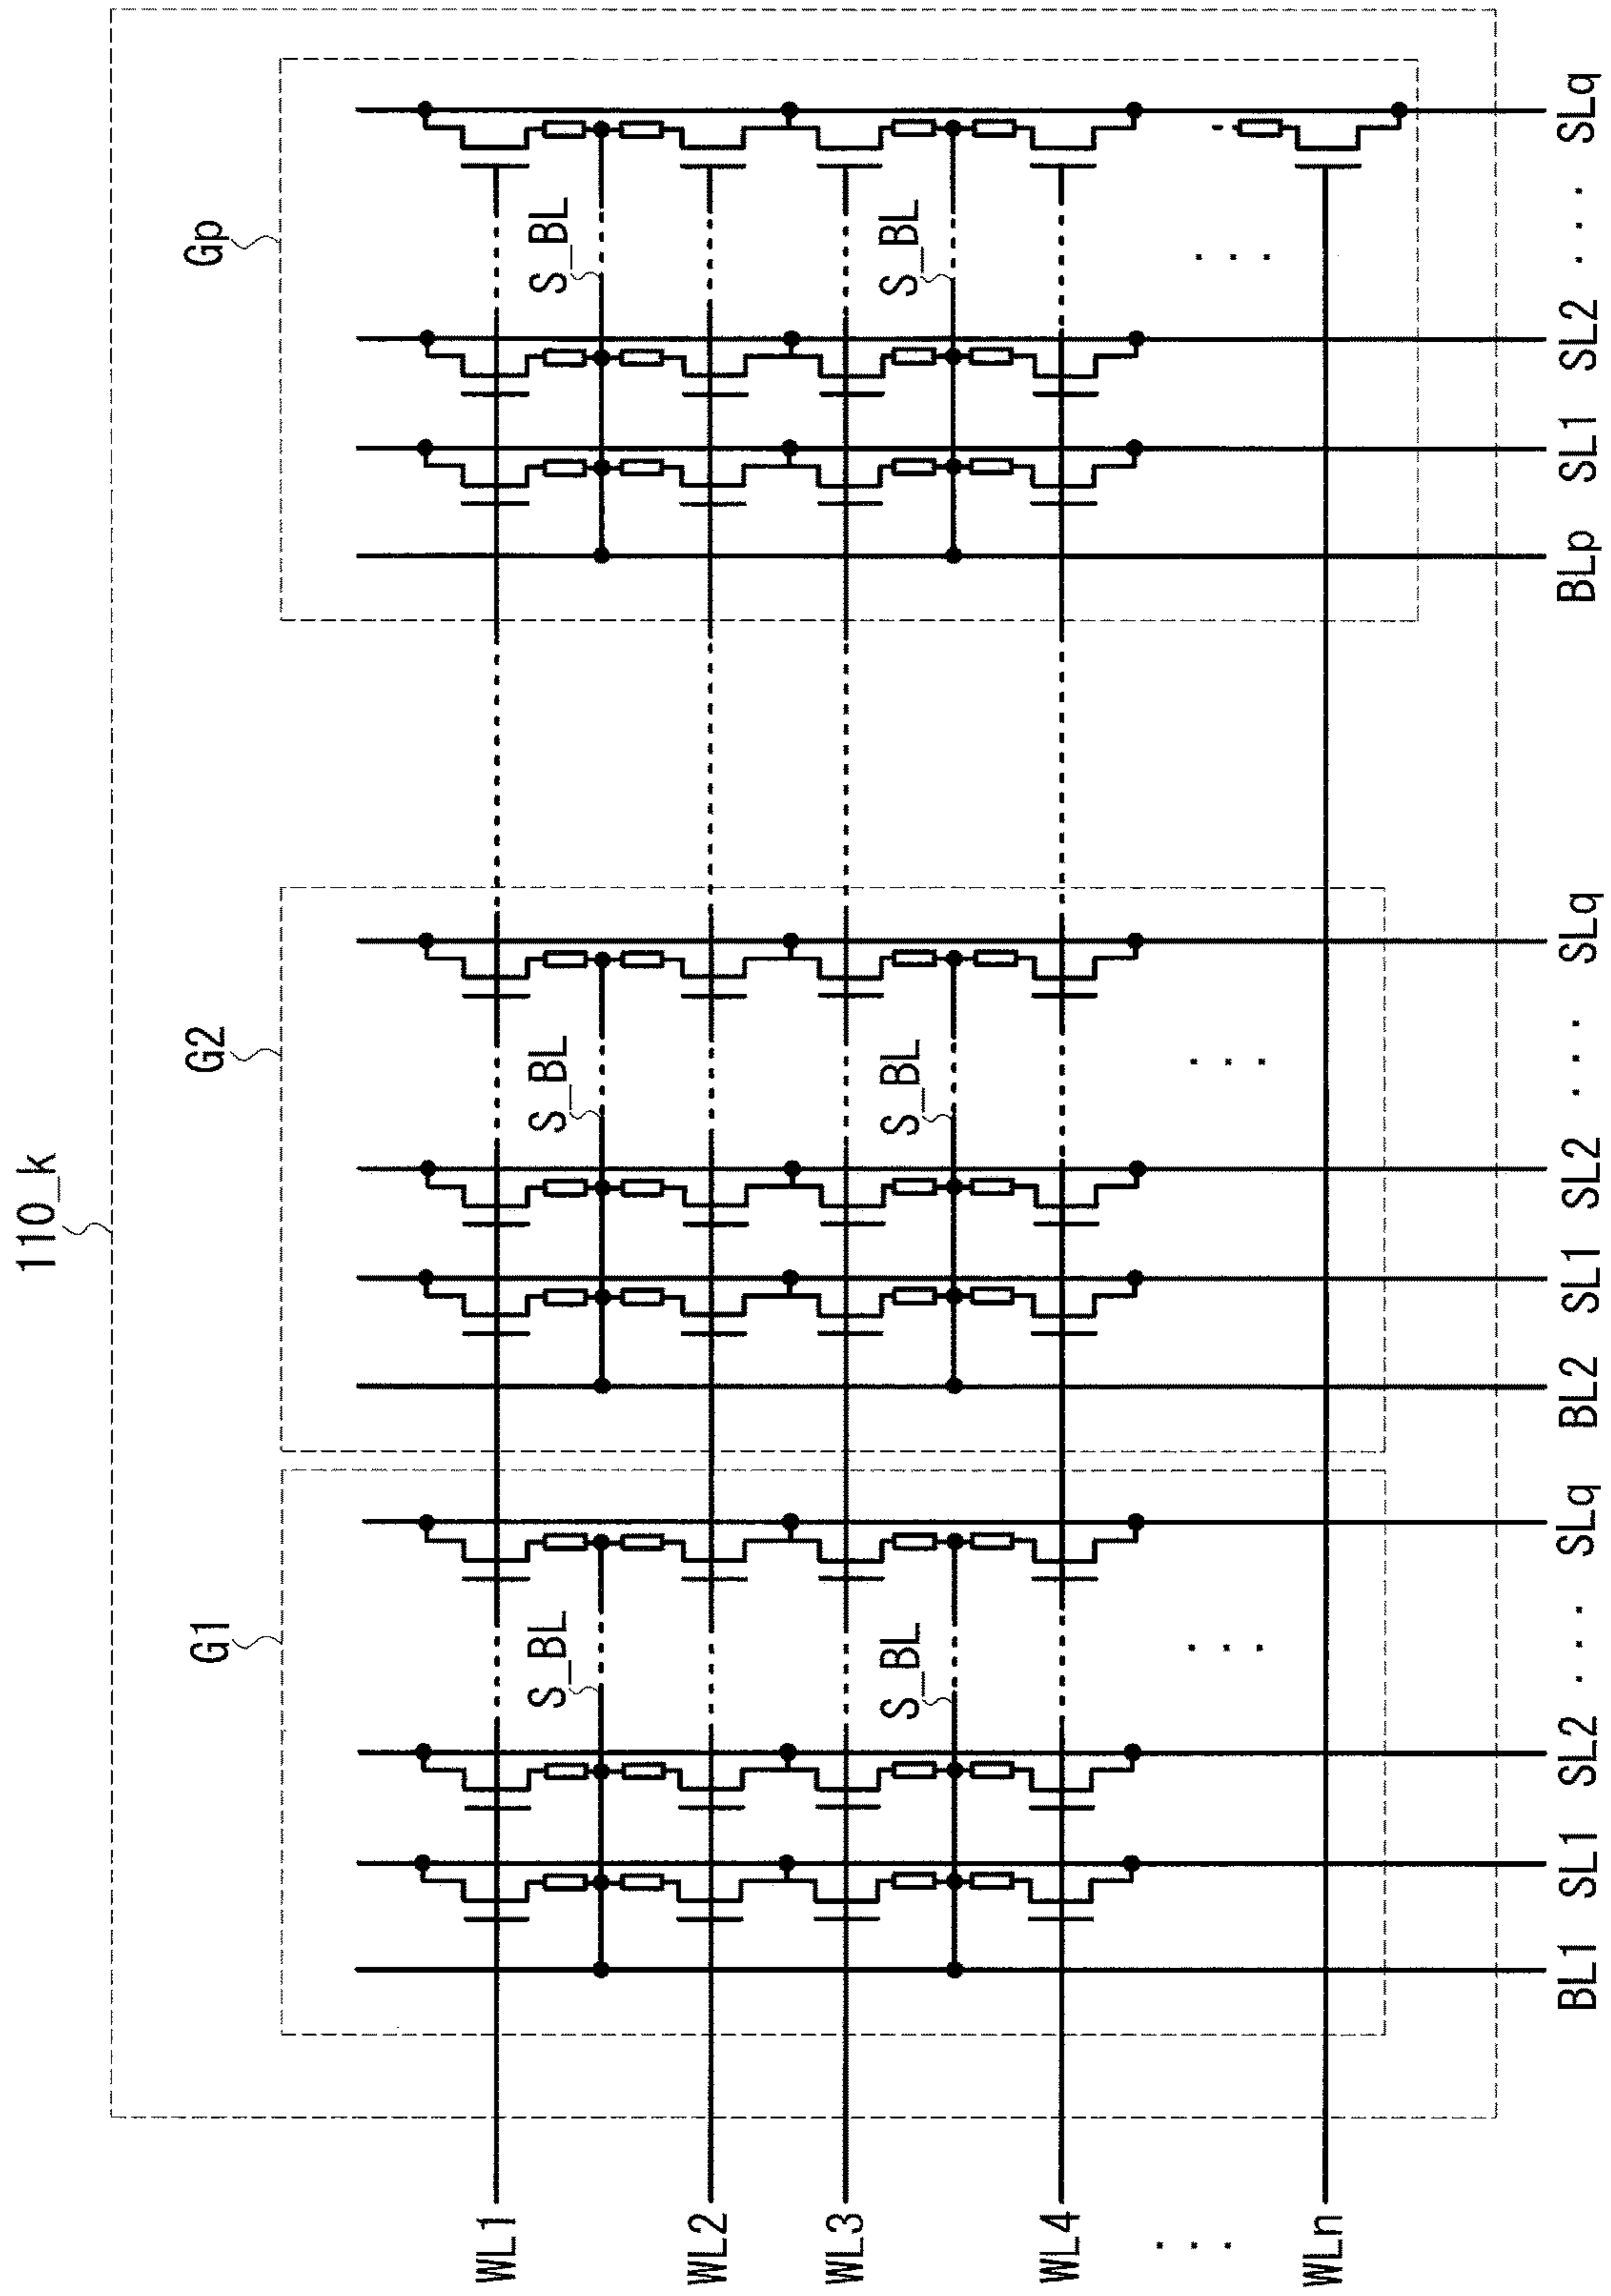 110_k
G1
G2
Gp
WL1
S_BL
S_BL
S_BL
WL2
WL3
S_BL
S_BL
S_BL
WL4
. . .
. . .
. . .
. . .
WLn
BL1 SL1 SL2 . . . SLq BL2 SL1 SL2 . . . SLq BLp SL1 SL2 . . . SLq